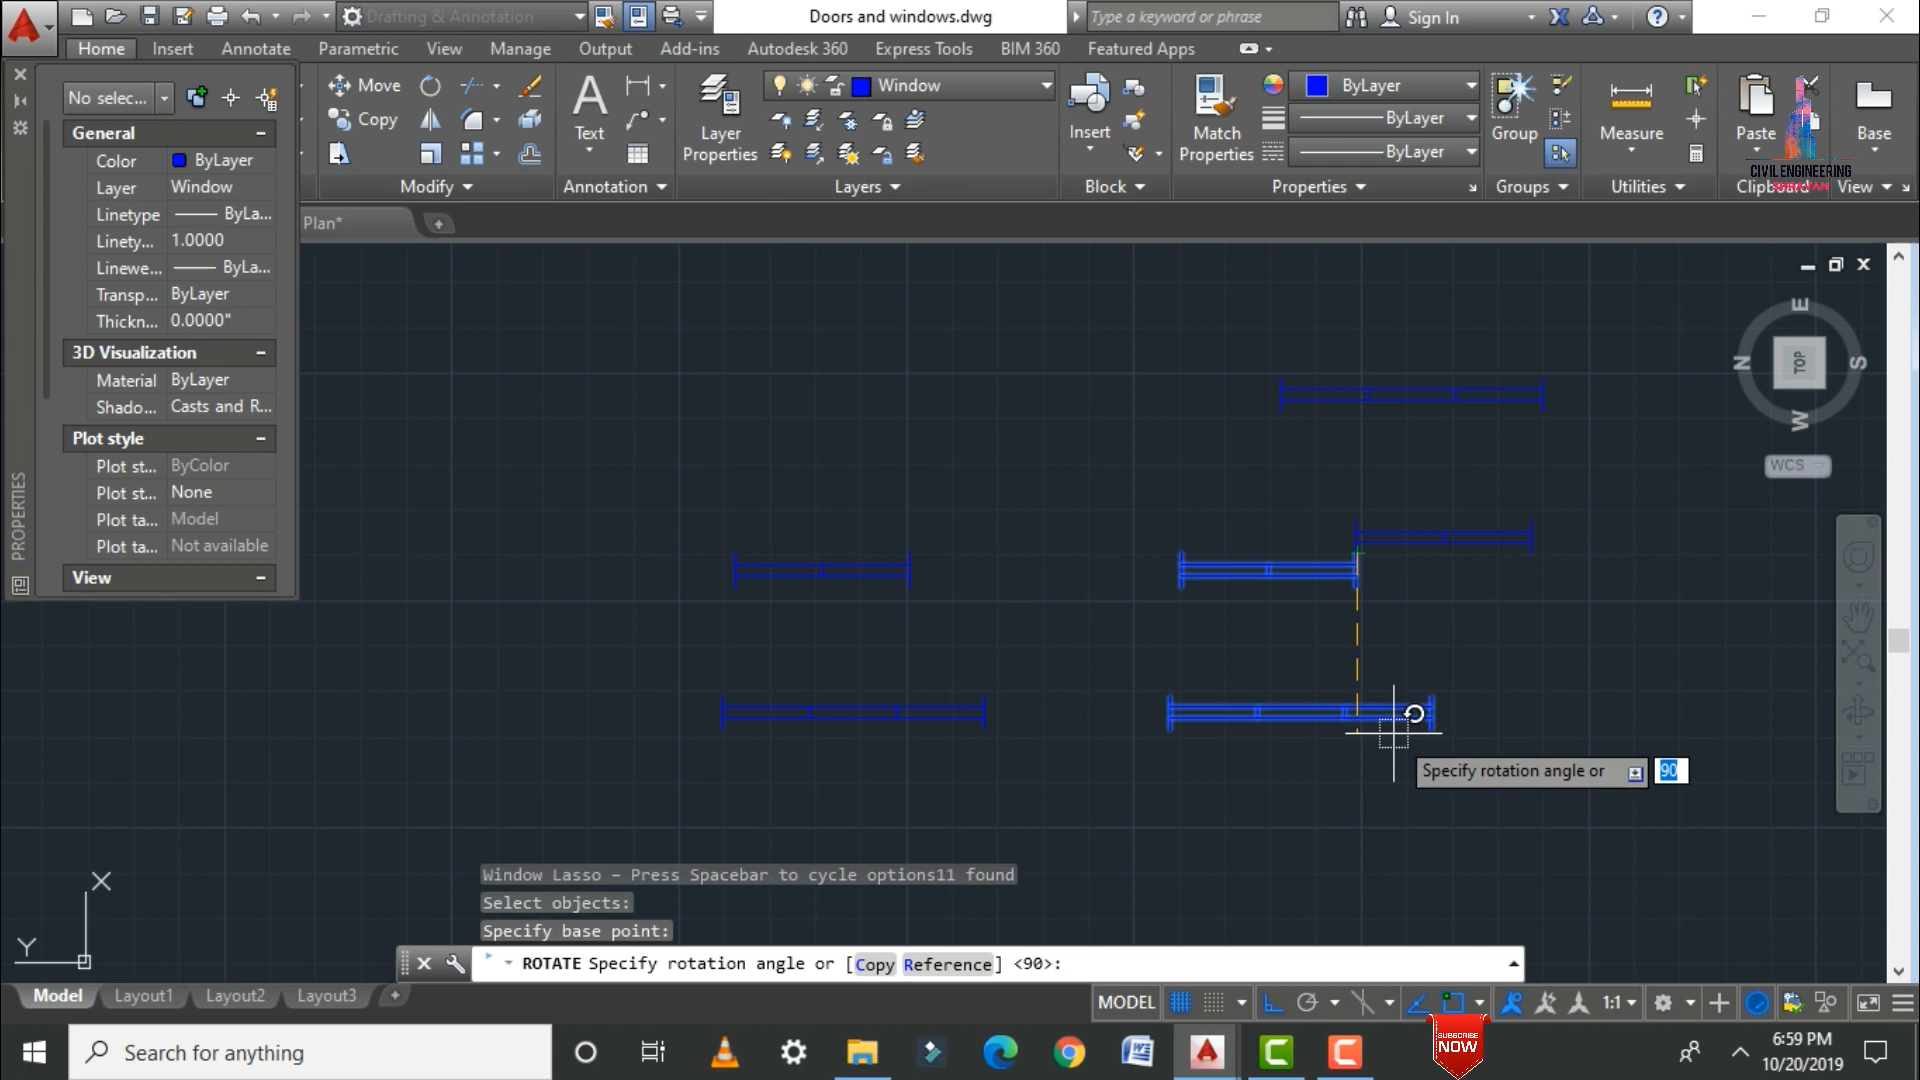 Drafting & Annotation
Doors and windows.dwg
Type a keyword or phrase
Sign In
Home
Insert
Annotate
Parametric
View
Manage
Output
Add-ins
Autodesk 360
Express Tools
BIM 360
Featured Apps
No selec...
General
Color ByLayer
Layer Window
Linetype ByLa...
Linety... 1.0000
Linewe... ByLa...
Transp... ByLayer
Thickn... 0.0000"
3D Visualization
Material ByLayer
Shado... Casts and R...
Plot style
Plot st... ByColor
Plot st... None
Plot ta... Model
Plot ta... Not available
View
PROPERTIES
Move
Copy
Modify
Text
Annotation
Layer Properties
Window
Layers
Insert
Block
Match Properties
ByLayer
ByLayer
ByLayer
Properties
Group
Groups
Measure
Utilities
Paste
Clipboard
Base
View
CIVIL ENGINEERING
SHRAVAN
Plan*
E
N
TOP
S
W
WCS
Specify rotation angle or 90
X
Y
Window Lasso – Press Spacebar to cycle options11 found
Select objects:
Specify base point:
ROTATE Specify rotation angle or [Copy Reference] <90>:
Model
Layout1
Layout2
Layout3
MODEL
1:1
SUBSCRIBE
NOW
Search for anything
6:59 PM
10/20/2019